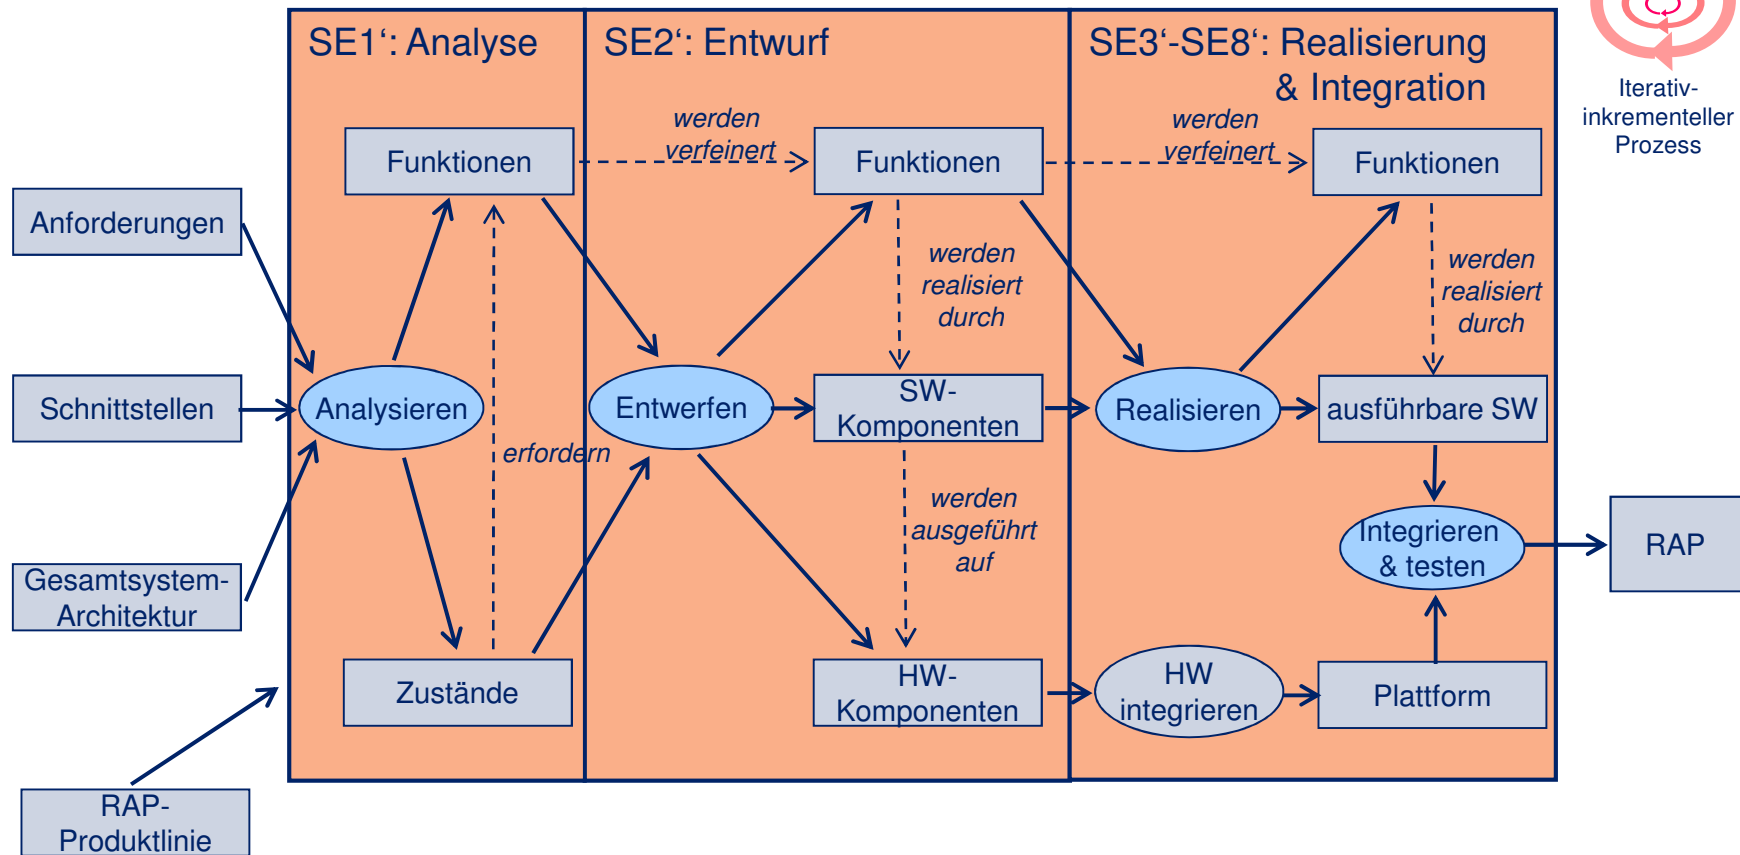 SE1‘: Analyse
SE2‘: Entwurf
SE3‘-SE8‘: Realisierung
& Integration
Iterativ-
inkrementeller
Prozess
Funktionen
werden
verfeinert
Funktionen
werden
verfeinert
Funktionen
Anforderungen
werden
realisiert
durch
werden
realisiert
durch
Schnittstellen
Analysieren
erfordern
Entwerfen
SW-
Komponenten
Realisieren
ausführbare SW
werden
ausgeführt
auf
Integrieren
& testen
RAP
Gesamtsystem-
Architektur
Zustände
HW-
Komponenten
HW
integrieren
Plattform
RAP-
Produktlinie